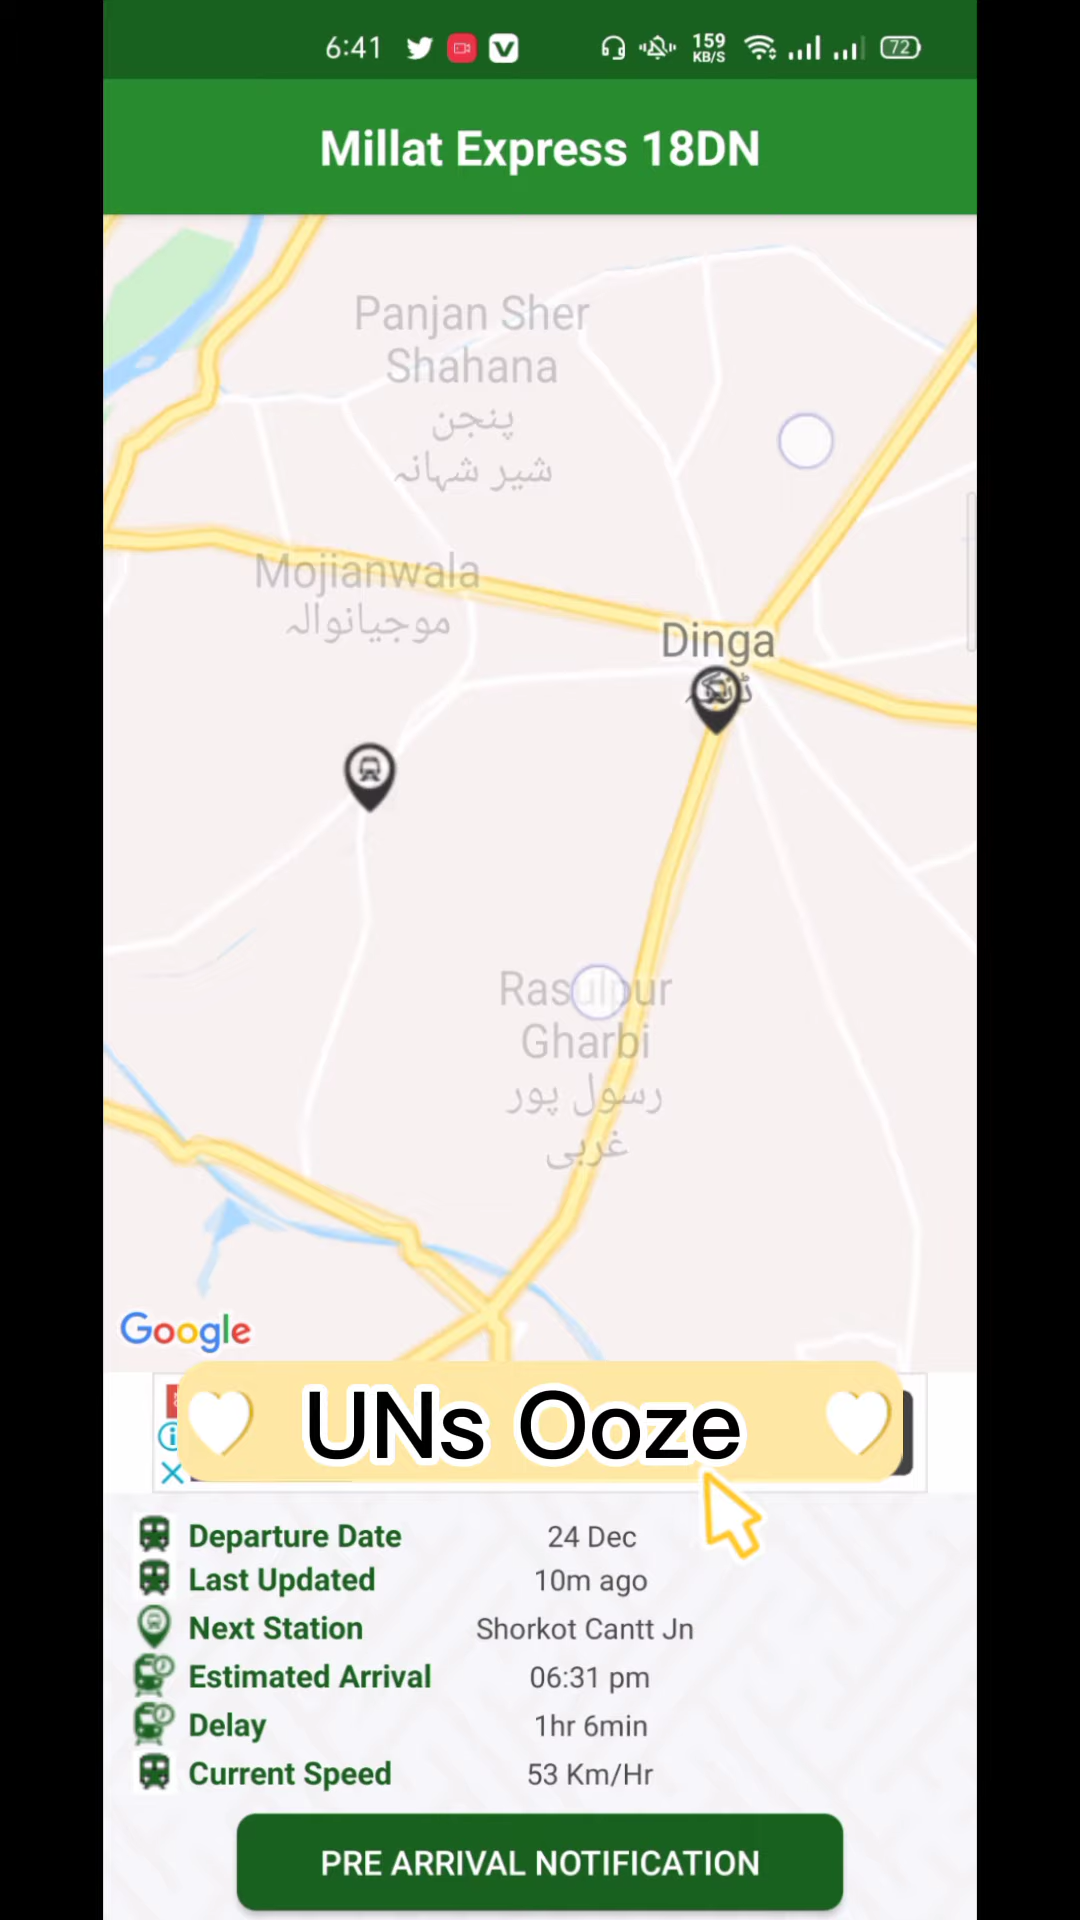 6:41
159
KB/S
72
Millat Express 18DN
Panjan Sher
Shahana
پنجن
شیر شہانہ
Mojianwala
موجیانوالہ
Dinga
ڈنگہ
Rasulpur
Gharbi
رسول پور
غربی
Google
UNs Ooze
Departure Date 24 Dec
Last Updated 10m ago
Next Station Shorkot Cantt Jn
Estimated Arrival 06:31 pm
Delay 1hr 6min
Current Speed 53 Km/Hr
PRE ARRIVAL NOTIFICATION